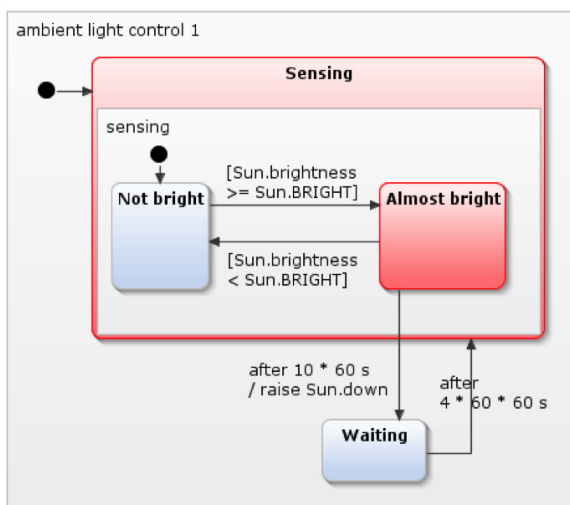 ambient light control 1
Sensing
sensing
[Sun.brightness
>= Sun.BRIGHT]
Not bright
Almost bright
[Sun.brightness
< Sun.BRIGHT]
after 10 * 60 s
/ raise Sun.down
after
4 * 60 * 60 s
Waiting